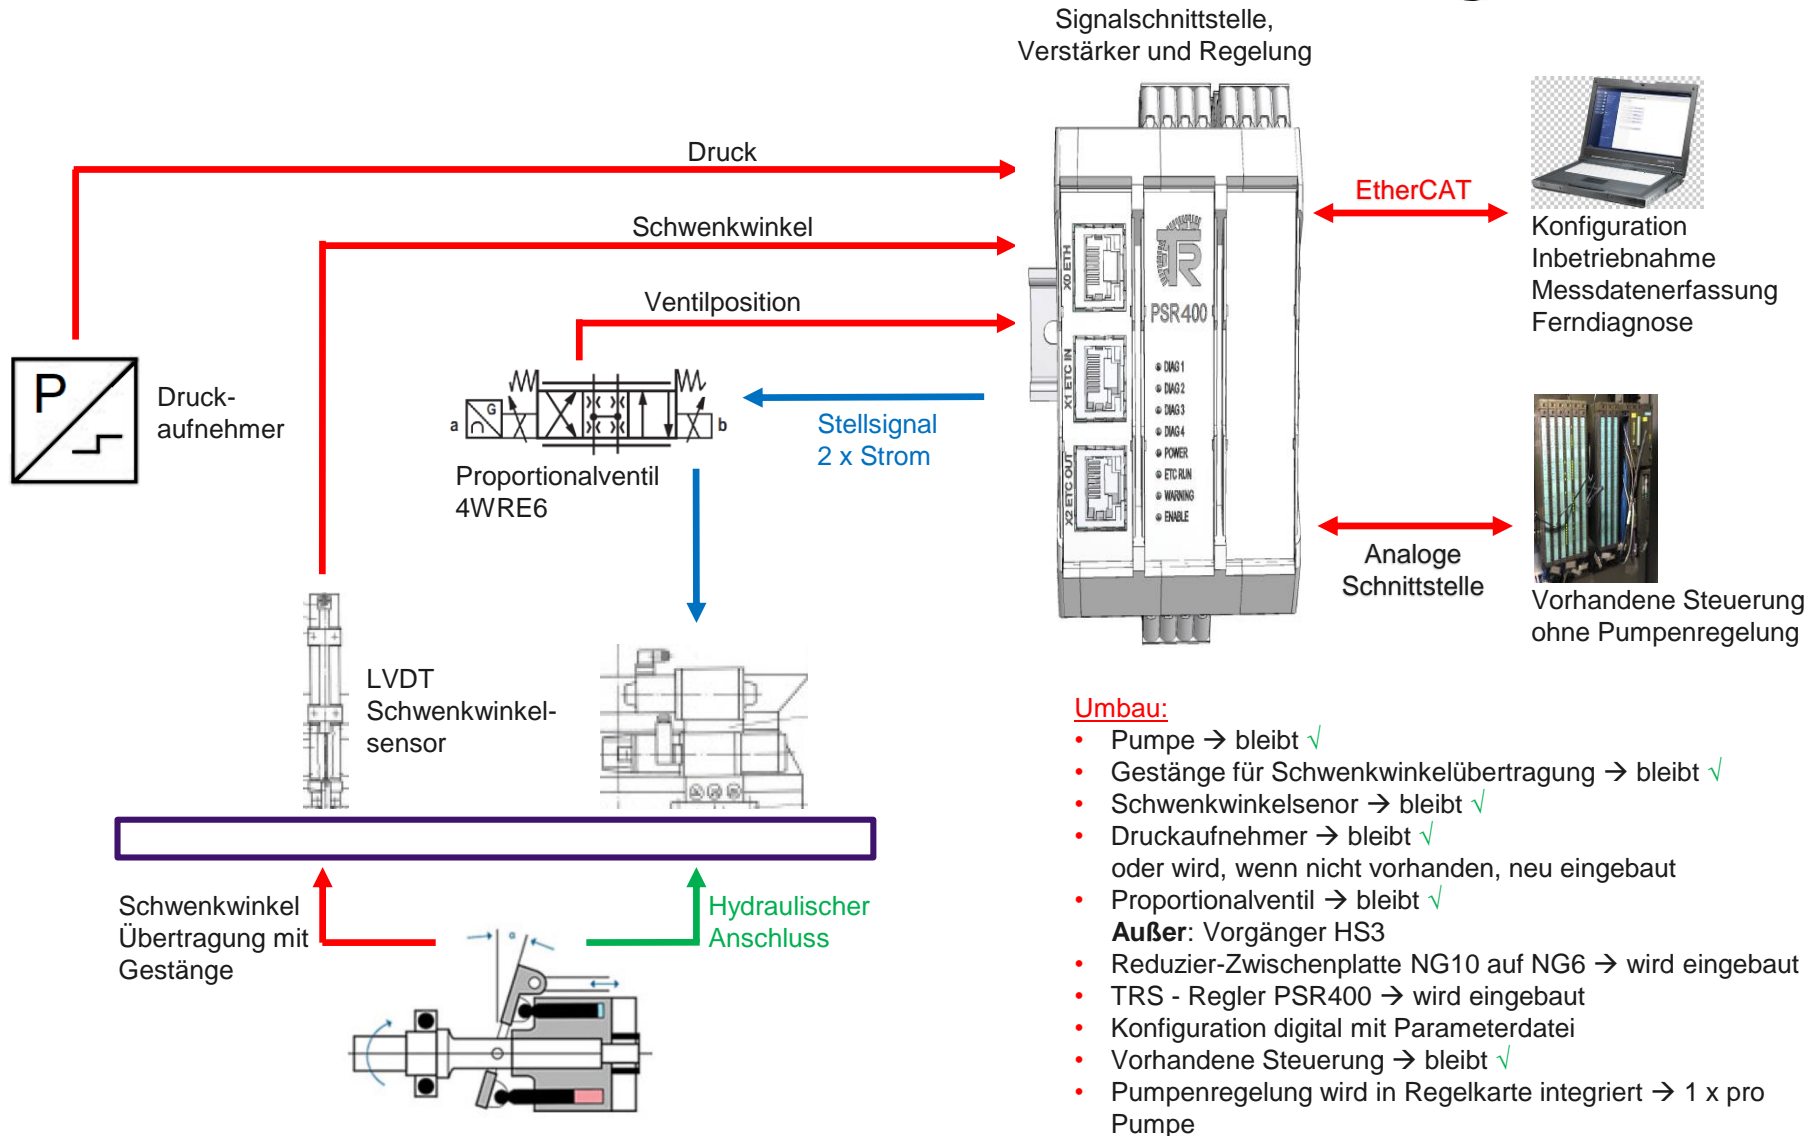 Signalschnittstelle,
Verstärker und Regelung
Druck
Schwenkwinkel
Ventilposition
EtherCAT
Konfiguration
Inbetriebnahme
Messdatenerfassung
Ferndiagnose
X0 ETH
X1 ETC IN
X2 ETC OUT
TR
PSR400
DIAG 1
DIAG 2
DIAG 3
DIAG 4
POWER
ETC RUN
WARNING
ENABLE
P
Druck-
aufnehmer
a
G
b
Proportionalventil
4WRE6
Stellsignal
2 x Strom
Analoge
Schnittstelle
Vorhandene Steuerung
ohne Pumpenregelung
LVDT
Schwenkwinkel-
sensor
Schwenkwinkel
Übertragung mit
Gestänge
Hydraulischer
Anschluss
α
Umbau:
• Pumpe → bleibt √
• Gestänge für Schwenkwinkelübertragung → bleibt √
• Schwenkwinkelsenor → bleibt √
• Druckaufnehmer → bleibt √
oder wird, wenn nicht vorhanden, neu eingebaut
• Proportionalventil → bleibt √
Außer: Vorgänger HS3
• Reduzier-Zwischenplatte NG10 auf NG6 → wird eingebaut
• TRS - Regler PSR400 → wird eingebaut
• Konfiguration digital mit Parameterdatei
• Vorhandene Steuerung → bleibt √
• Pumpenregelung wird in Regelkarte integriert → 1 x pro
Pumpe